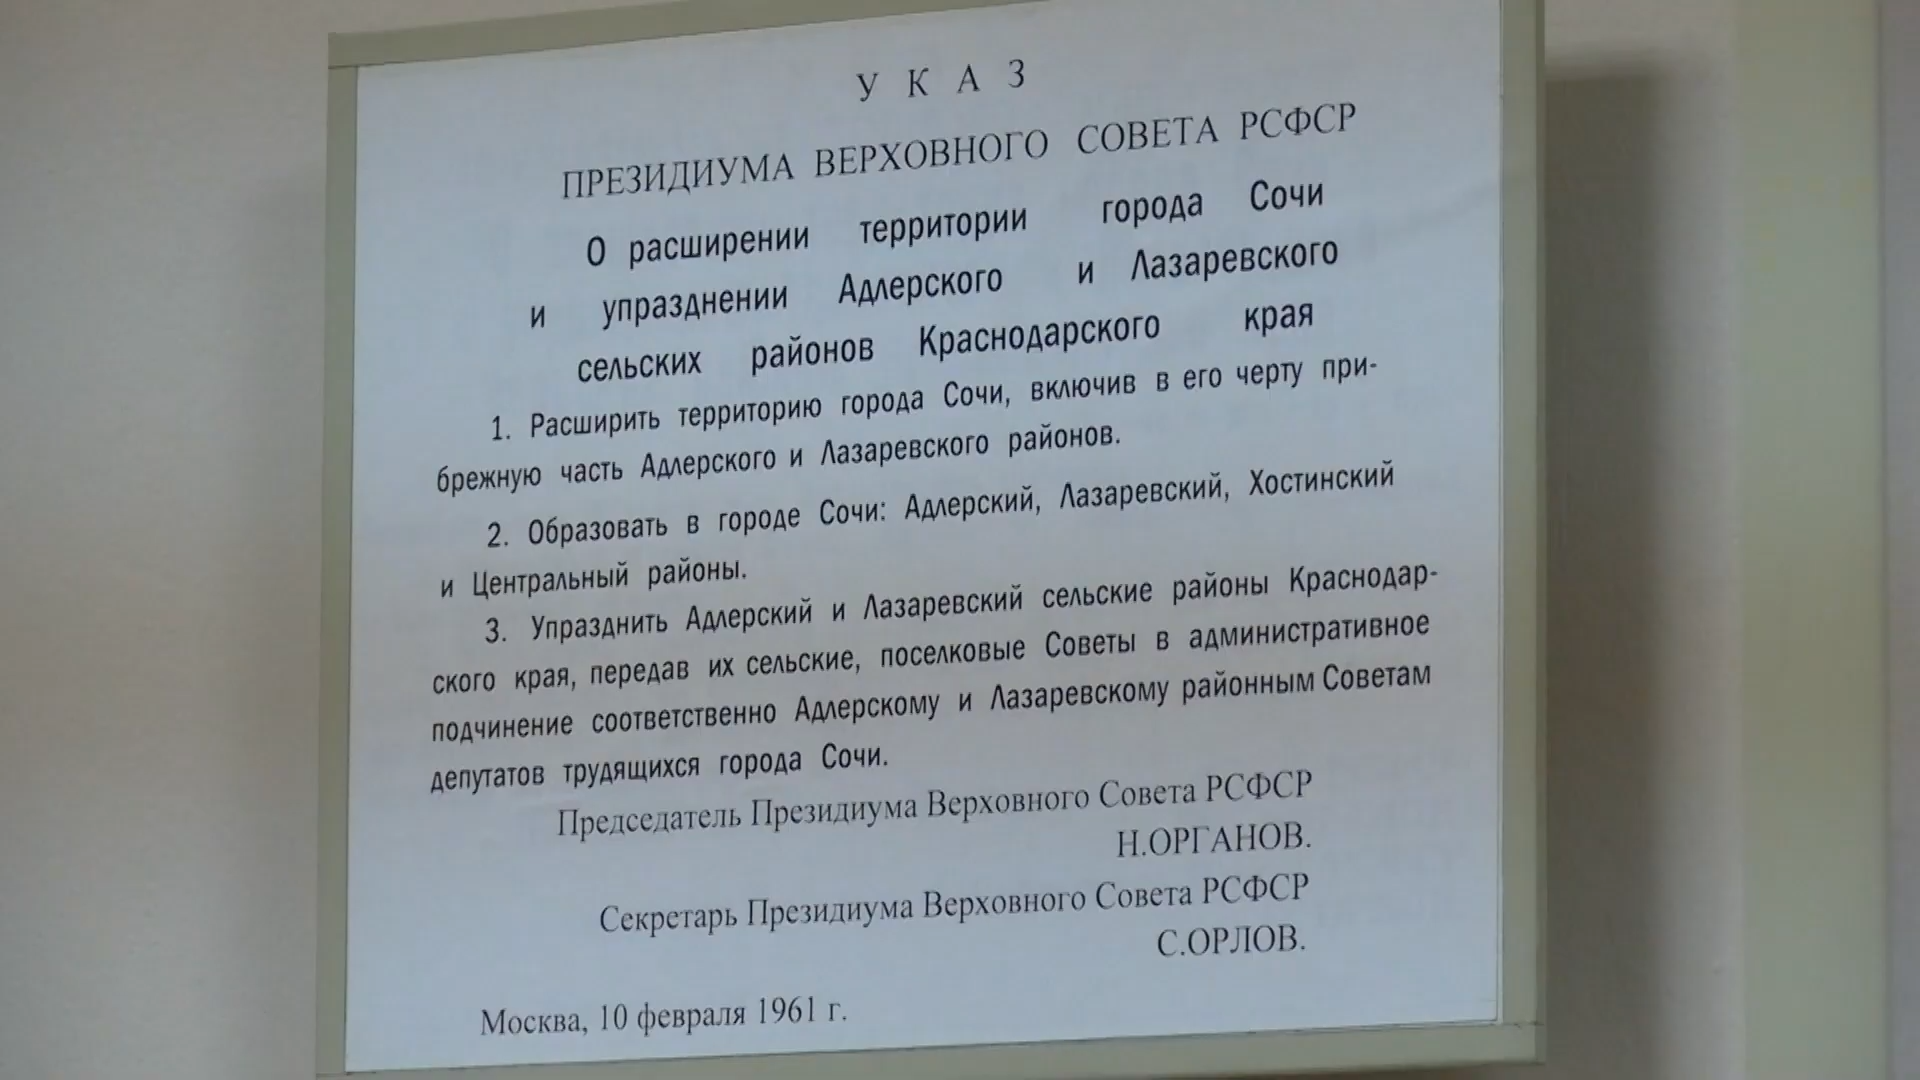 У К А З
ПРЕЗИДИУМА ВЕРХОВНОГО СОВЕТА РСФСР
О расширении территории города Сочи
и упразднении Адлерского и Лазаревского
сельских районов Краснодарского края
1. Расширить территорию города Сочи, включив в его черту при-
брежную часть Адлерского и Лазаревского районов.
2. Образовать в городе Сочи: Адлерский, Лазаревский, Хостинский
и Центральный районы.
3. Упразднить Адлерский и Лазаревский сельские районы Краснодар-
ского края, передав их сельские, поселковые Советы в административное
подчинение соответственно Адлерскому и Лазаревскому районным Советам
депутатов трудящихся города Сочи.
Председатель Президиума Верховного Совета РСФСР
Н.ОРГАНОВ.
Секретарь Президиума Верховного Совета РСФСР
С.ОРЛОВ.
Москва, 10 февраля 1961 г.